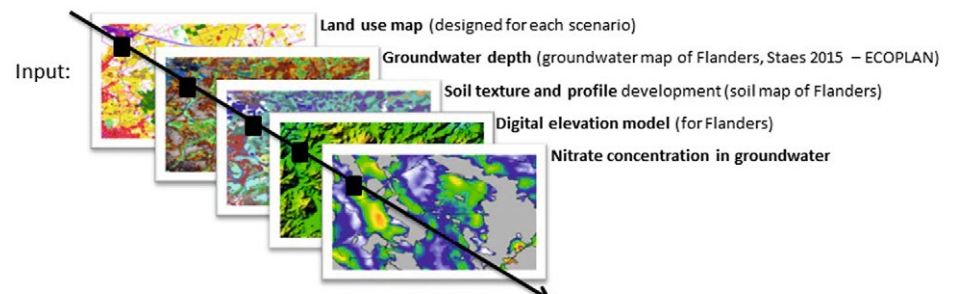 Land use map (designed for each scenario)
Input:
Groundwater depth (groundwater map of Flanders, Staes 2015 – ECOPLAN)
Soil texture and profile development (soil map of Flanders)
Digital elevation model (for Flanders)
Nitrate concentration in groundwater